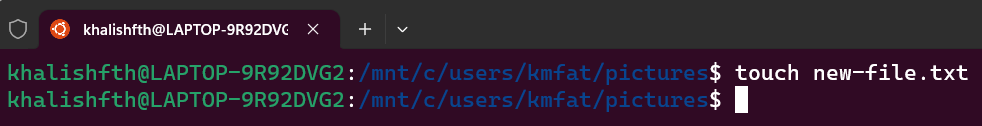 khalishfth@LAPTOP-9R92DVG
khalishfth@LAPTOP-9R92DVG2:/mnt/c/users/kmfat/pictures$ touch new-file.txt
khalishfth@LAPTOP-9R92DVG2:/mnt/c/users/kmfat/pictures$